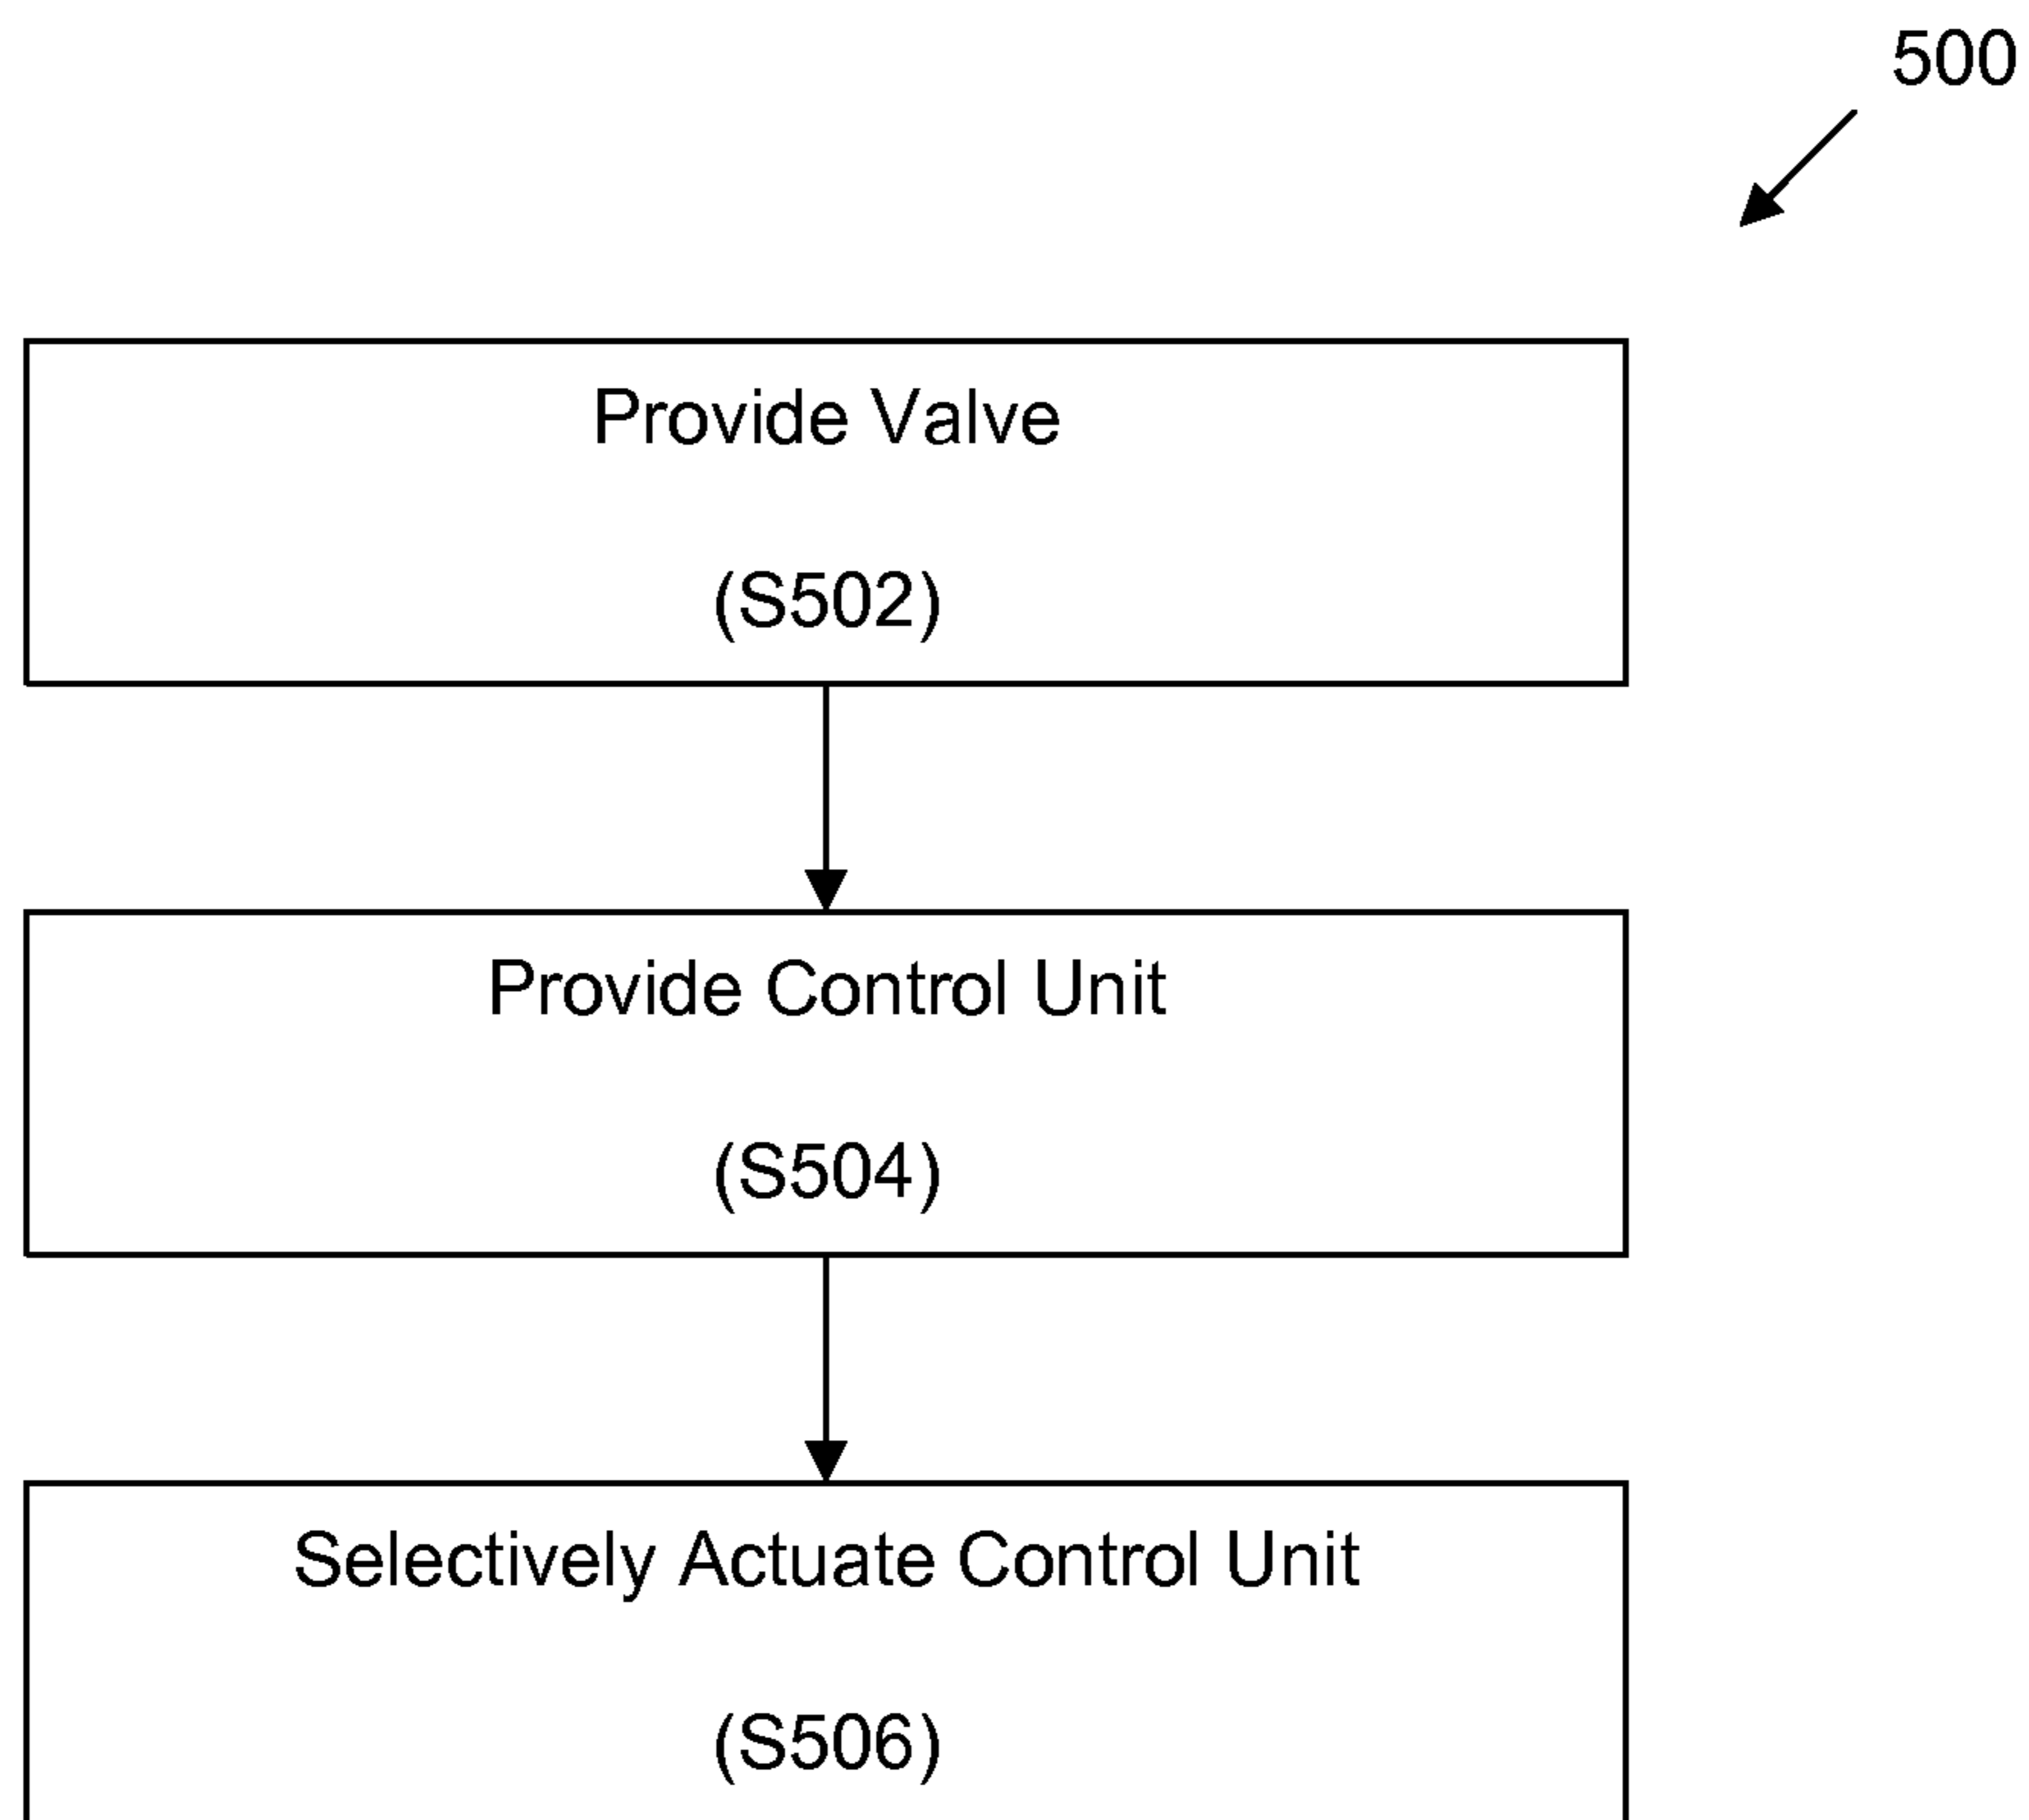 500
Provide Valve
(S502)
Provide Control Unit
(S504)
Selectively Actuate Control Unit
(S506)